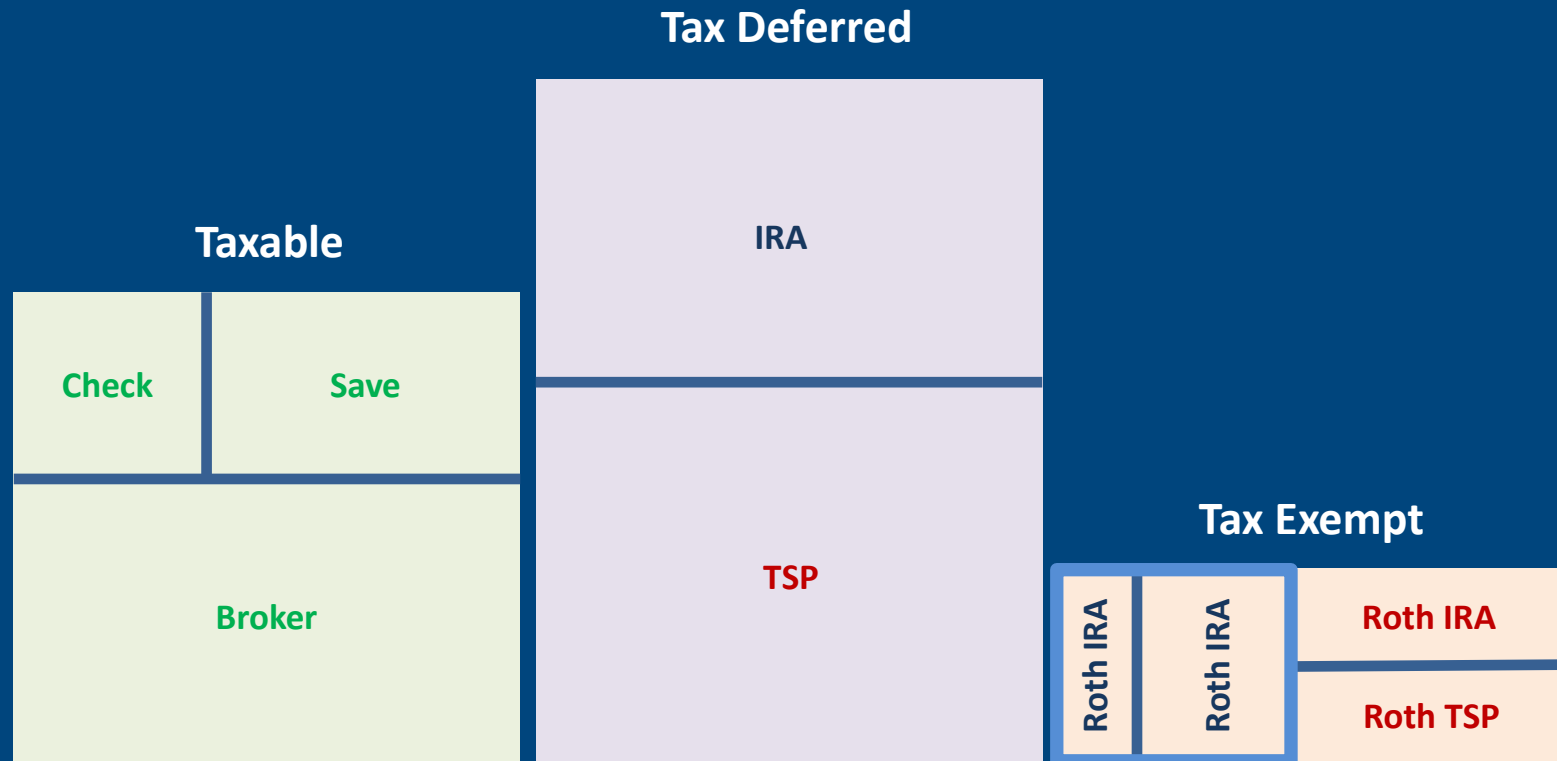 Tax Deferred
IRA
TSP
Taxable
Check
Save
Broker
Tax Exempt
Roth IRA
Roth IRA
Roth IRA
Roth TSP